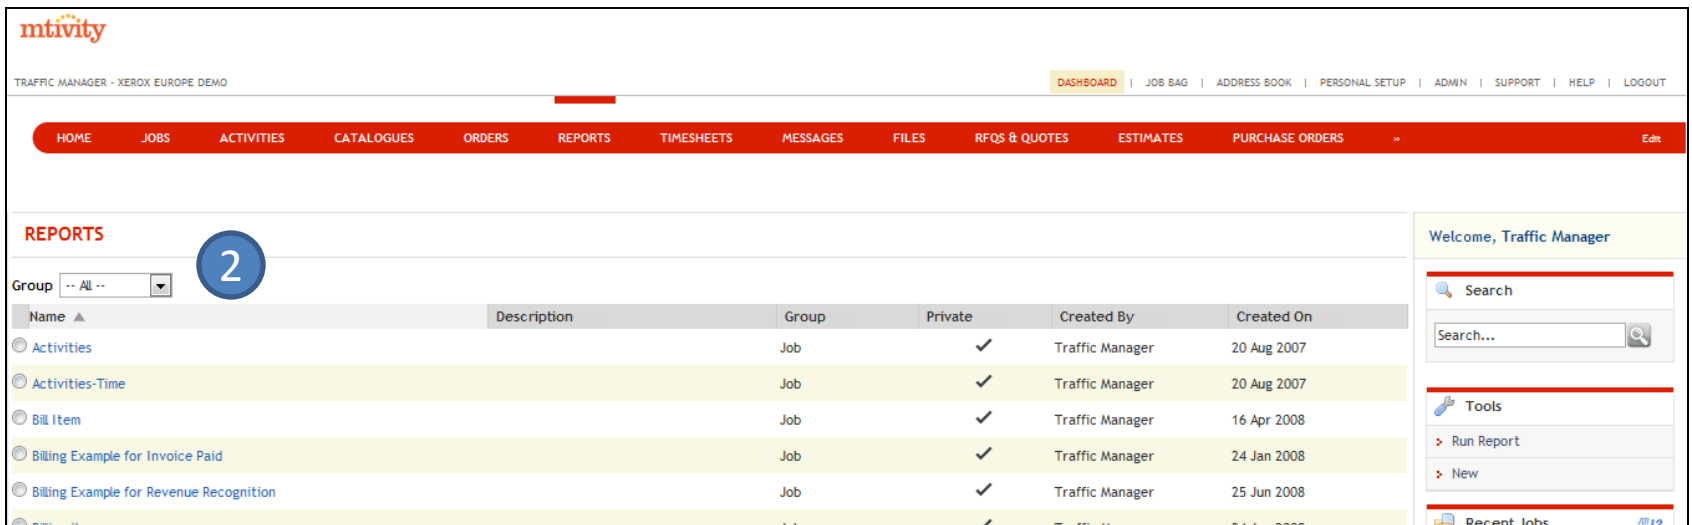 mtivity
TRAFFIC MANAGER - XEROX EUROPE DEMO
DASHBOARD | JOB BAG | ADDRESS BOOK | PERSONAL SETUP | ADMIN | SUPPORT | HELP | LOGOUT
HOME JOBS ACTIVITIES CATALOGUES ORDERS REPORTS TIMESHEETS MESSAGES FILES RFQS & QUOTES ESTIMATES PURCHASE ORDERS » Edit
REPORTS
2
Group -- All --
Name Description Group Private Created By Created On
Activities Job Traffic Manager 20 Aug 2007
Activities-Time Job Traffic Manager 20 Aug 2007
Bill Item Job Traffic Manager 16 Apr 2008
Billing Example for Invoice Paid Job Traffic Manager 24 Jan 2008
Billing Example for Revenue Recognition Job Traffic Manager 25 Jun 2008
Welcome, Traffic Manager
Search
Search...
Tools
Run Report
New
Recent Jobs